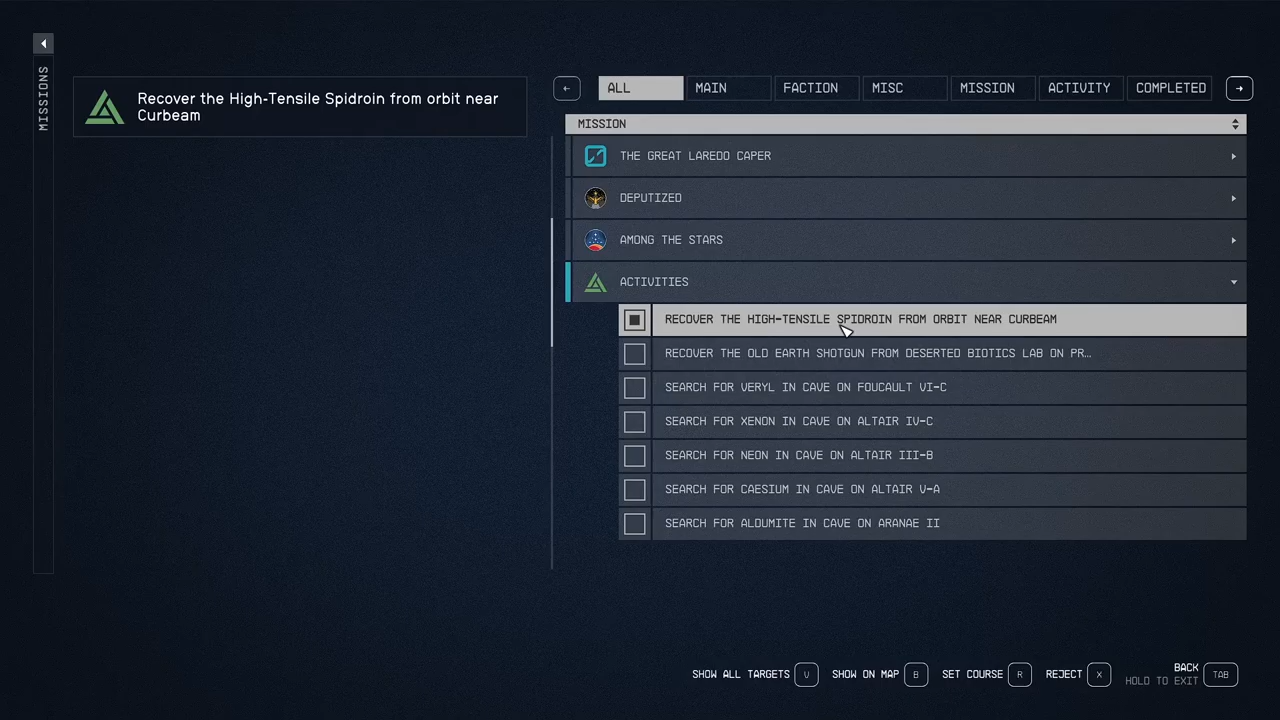 MISSIONS
Recover the High-Tensile Spidroin from orbit near
Curbeam
ALL MAIN FACTION MISC MISSION ACTIVITY COMPLETED
MISSION
THE GREAT LAREDO CAPER
DEPUTIZED
AMONG THE STARS
ACTIVITIES
RECOVER THE HIGH-TENSILE SPIDROIN FROM ORBIT NEAR CURBEAM
RECOVER THE OLD EARTH SHOTGUN FROM DESERTED BIOTICS LAB ON PR...
SEARCH FOR VERYL IN CAVE ON FOUCAULT VI-C
SEARCH FOR XENON IN CAVE ON ALTAIR IV-C
SEARCH FOR NEON IN CAVE ON ALTAIR III-B
SEARCH FOR CAESIUM IN CAVE ON ALTAIR V-A
SEARCH FOR ALDUMITE IN CAVE ON ARANAE II
SHOW ALL TARGETS V SHOW ON MAP B SET COURSE R REJECT X BACK TAB
HOLD TO EXIT